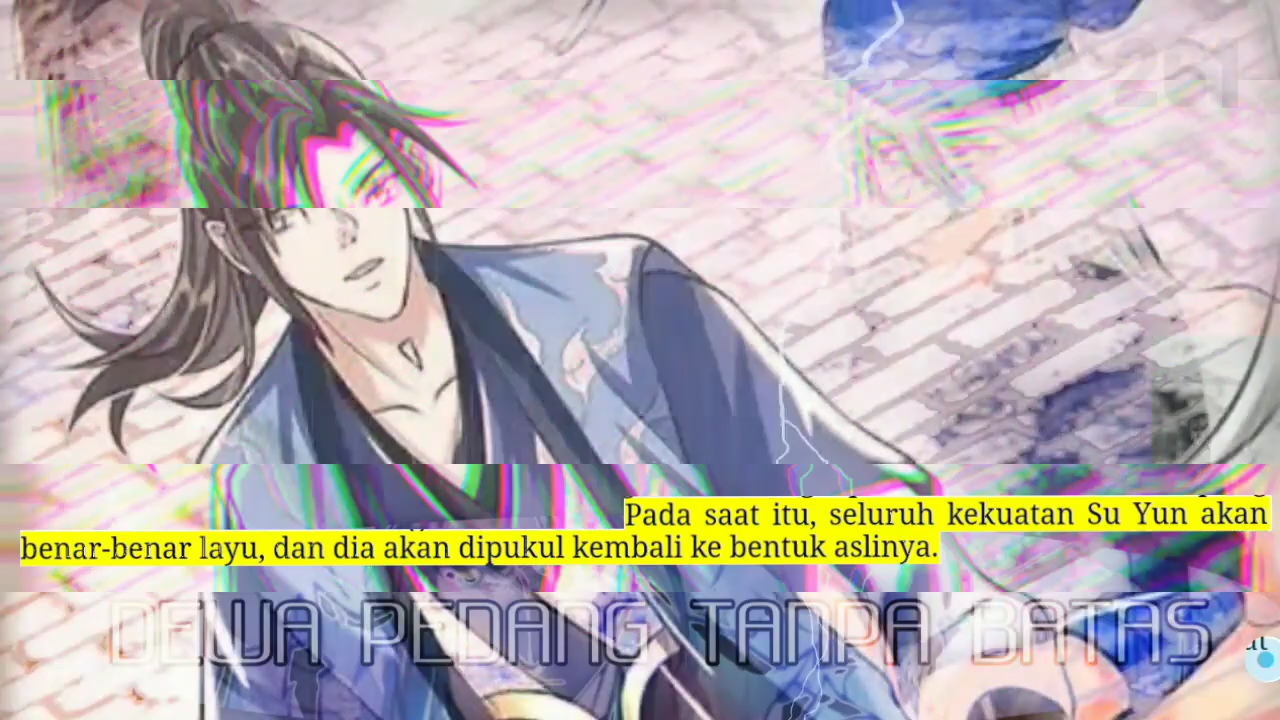 201
Pada saat itu, seluruh kekuatan Su Yun akan
benar-benar layu, dan dia akan dipukul kembali ke bentuk aslinya.
DEWA PEDANG TANPA BATAS